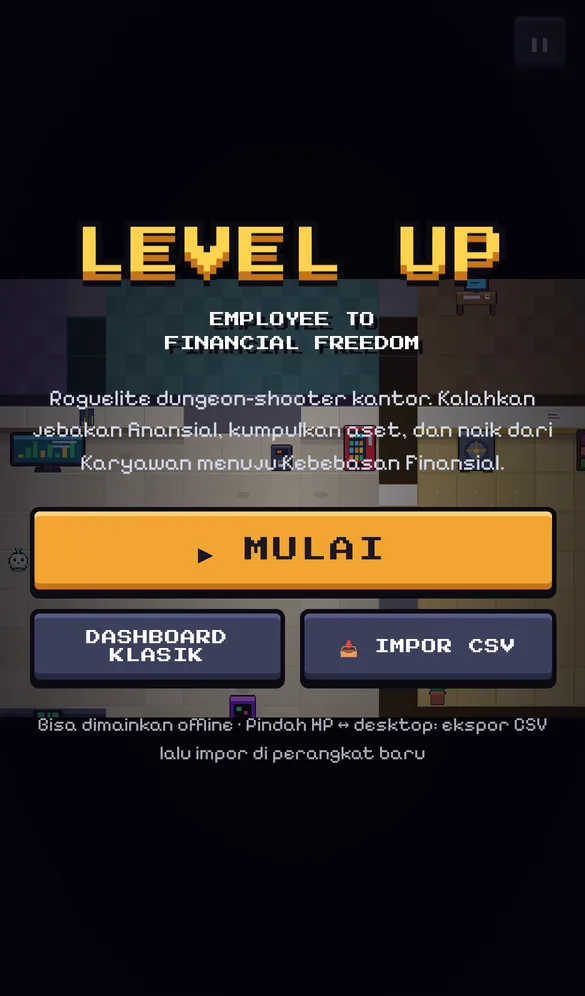 LEVEL UP
EMPLOYEE TO
FINANCIAL FREEDOM
Roguelite dungeon-shooter kantor. Kalahkan
jebakan finansial, kumpulkan aset, dan naik dari
Karyawan menuju Kebebasan Finansial.
▶ MULAI
DASHBOARD
KLASIK
📥 IMPOR CSV
Bisa dimainkan offline · Pindah HP ↔ desktop: ekspor CSV
lalu impor di perangkat baru